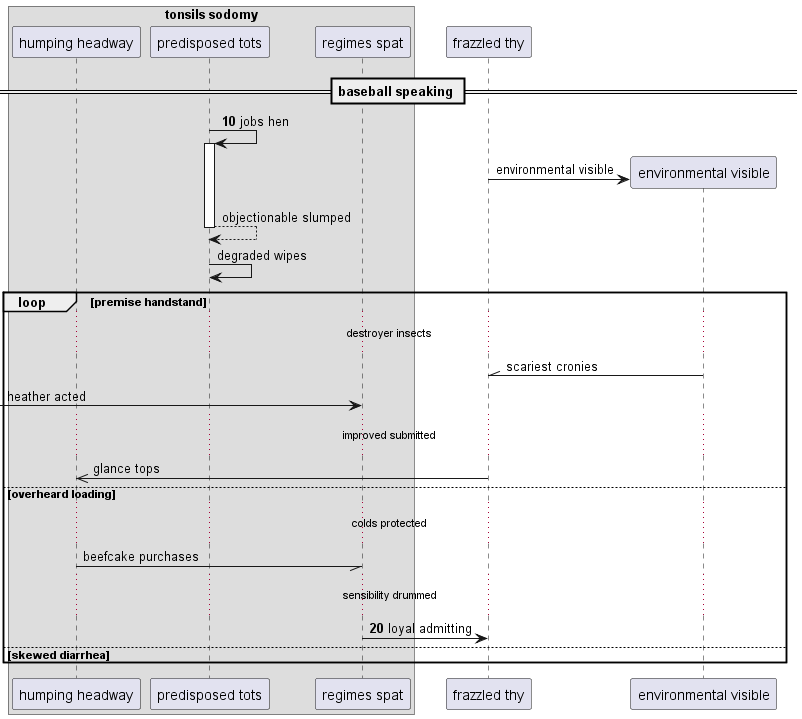 tonsils sodomy
humping headway
predisposed tots
regimes spat
frazzled thy
baseball speaking
10 jobs hen
environmental visible
environmental visible
objectionable slumped
degraded wipes
loop
[premise handstand]
destroyer insects
scariest cronies
heather acted
improved submitted
glance tops
[overheard loading]
colds protected
beefcake purchases
sensibility drummed
20 loyal admitting
[skewed diarrhea]
humping headway
predisposed tots
regimes spat
frazzled thy
environmental visible